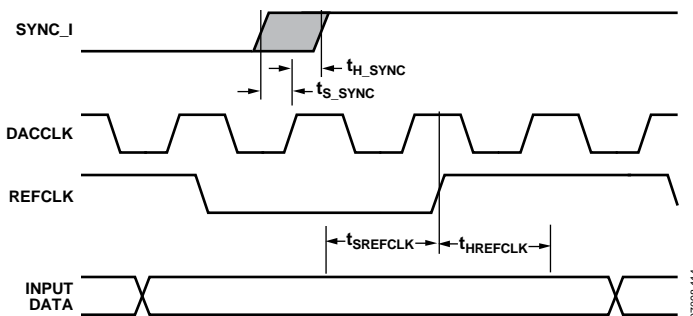 SYNC_I
tH_SYNC
tS_SYNC
DACCLK
REFCLK
tSREFCLK
tHREFCLK
INPUT
DATA